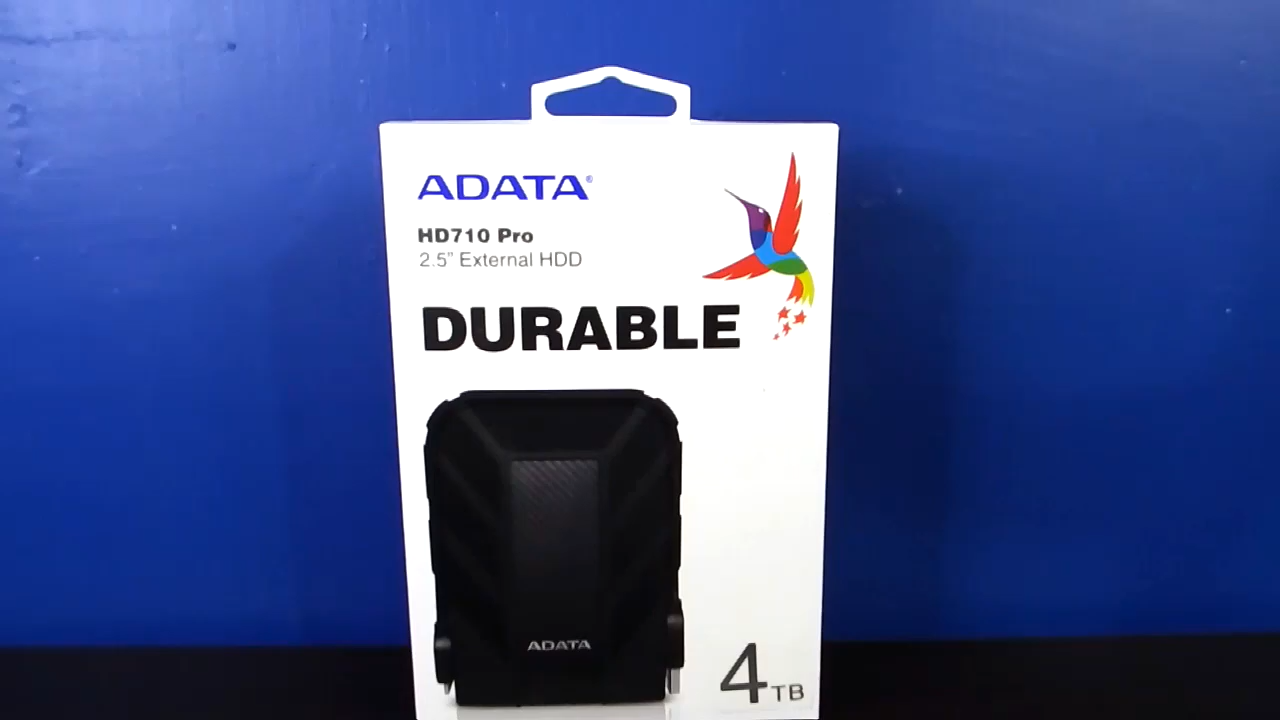 ADATA®
HD710 Pro
2.5" External HDD
DURABLE
ADATA
4TB